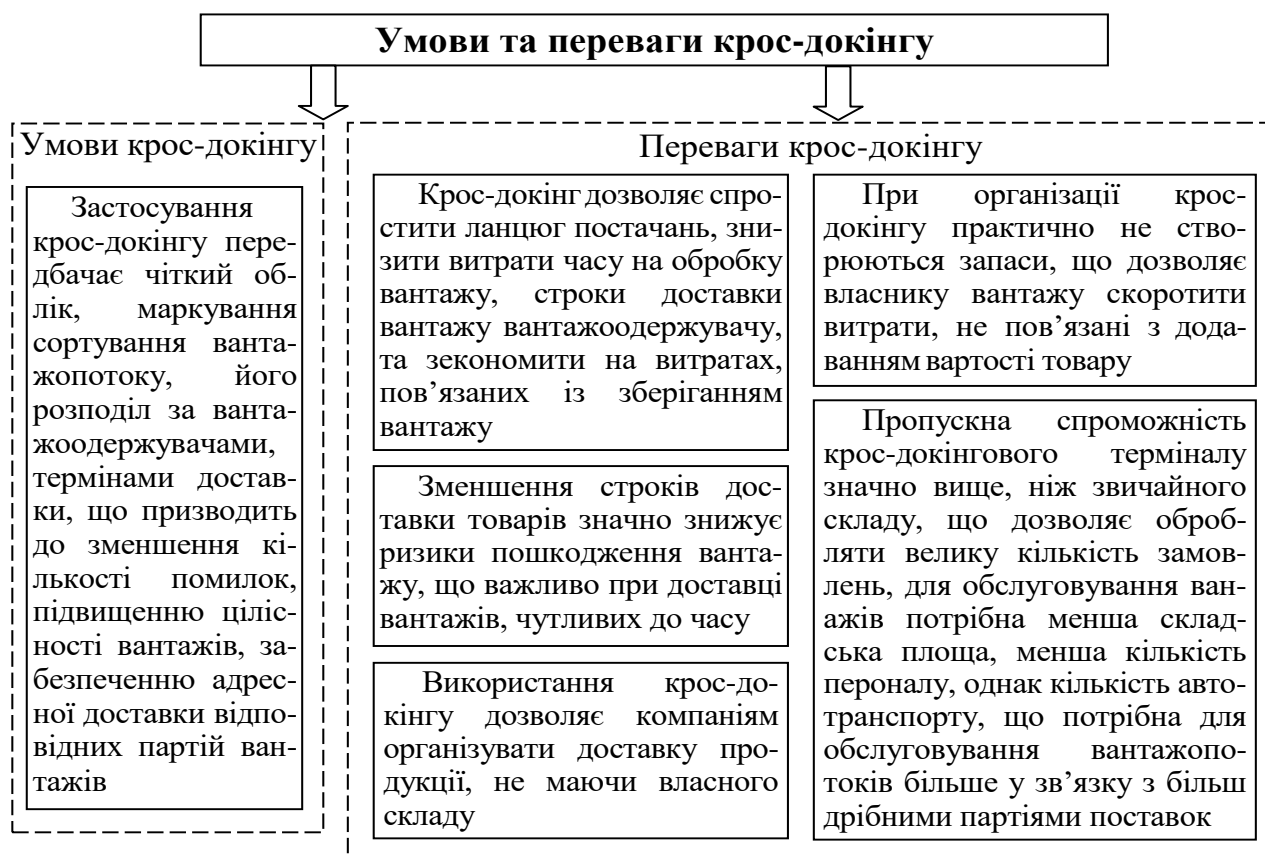 Умови та переваги крос-докінгу
Умови крос-докінгу
Застосування
крос-докінгу пере-
дбачає чіткий об-
лік, маркування
сортування ванта-
жопотоку, його
розподіл за ванта-
жоодержувачами,
термінами достав-
ки, що призводить
до зменшення кі-
лькості помилок,
підвищенню ціліс-
ності вантажів, за-
безпеченню адрес-
ної доставки відпо-
відних партій ван-
тажів
Переваги крос-докінгу
Крос-докінг дозволяє спро-
стити ланцюг постачань, зни-
зити витрати часу на обробку
вантажу, строки доставки
вантажу вантажоодержувачу,
та зекономити на витратах,
пов’язаних із зберіганням
вантажу
Зменшення строків дос-
тавки товарів значно знижує
ризики пошкодження ванта-
жу, що важливо при доставці
вантажів, чутливих до часу
Використання крос-до-
кінгу дозволяє компаніям
організувати доставку про-
дукції, не маючи власного
складу
При організації крос-
докінгу практично не ство-
рюються запаси, що дозволяє
власнику вантажу скоротити
витрати, не пов’язані з дода-
ванням вартості товару
Пропускна спроможність
крос-докінгового терміналу
значно вище, ніж звичайного
складу, що дозволяє оброб-
ляти велику кількість замов-
лень, для обслуговування ван-
ажів потрібна менша склад-
ська площа, менша кількість
пероналу, однак кількість авто-
транспорту, що потрібна для
обслуговування вантажопо-
токів більше у зв’язку з більш
дрібними партіями поставок